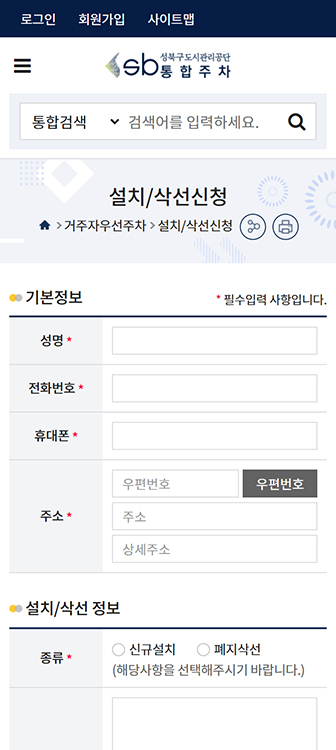 로그인 회원가입 사이트맵
sb 성북구도시관리공단
통합주차
통합검색 검색어를 입력하세요.
설치/삭선신청
> 거주자우선주차 > 설치/삭선신청
기본정보 * 필수입력 사항입니다.
성명 *
전화번호 *
휴대폰 *
우편번호 우편번호
주소 * 주소
상세주소
설치/삭선 정보
종류 * 신규설치 폐지삭선
(해당사항을 선택해주시기 바랍니다.)